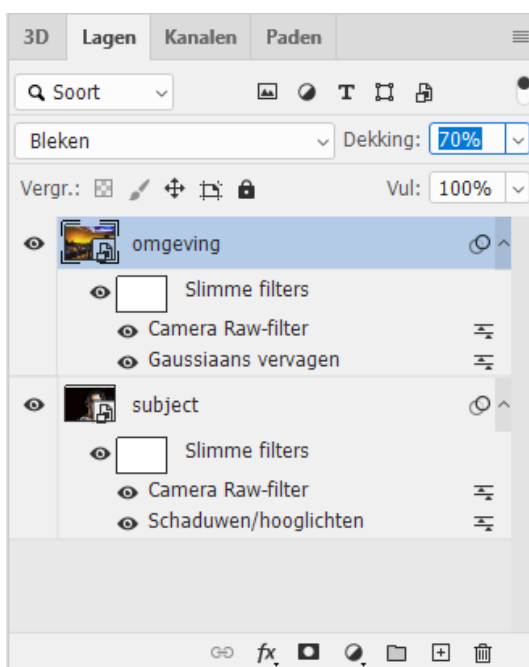 3D Lagen Kanalen Paden
Soort T
Bleken Dekking: 70%
Vergr.: Vul: 100%
omgeving
Slimme filters
Camera Raw-filter
Gaussiaans vervagen
subject
Slimme filters
Camera Raw-filter
Schaduwen/hooglichten
fx